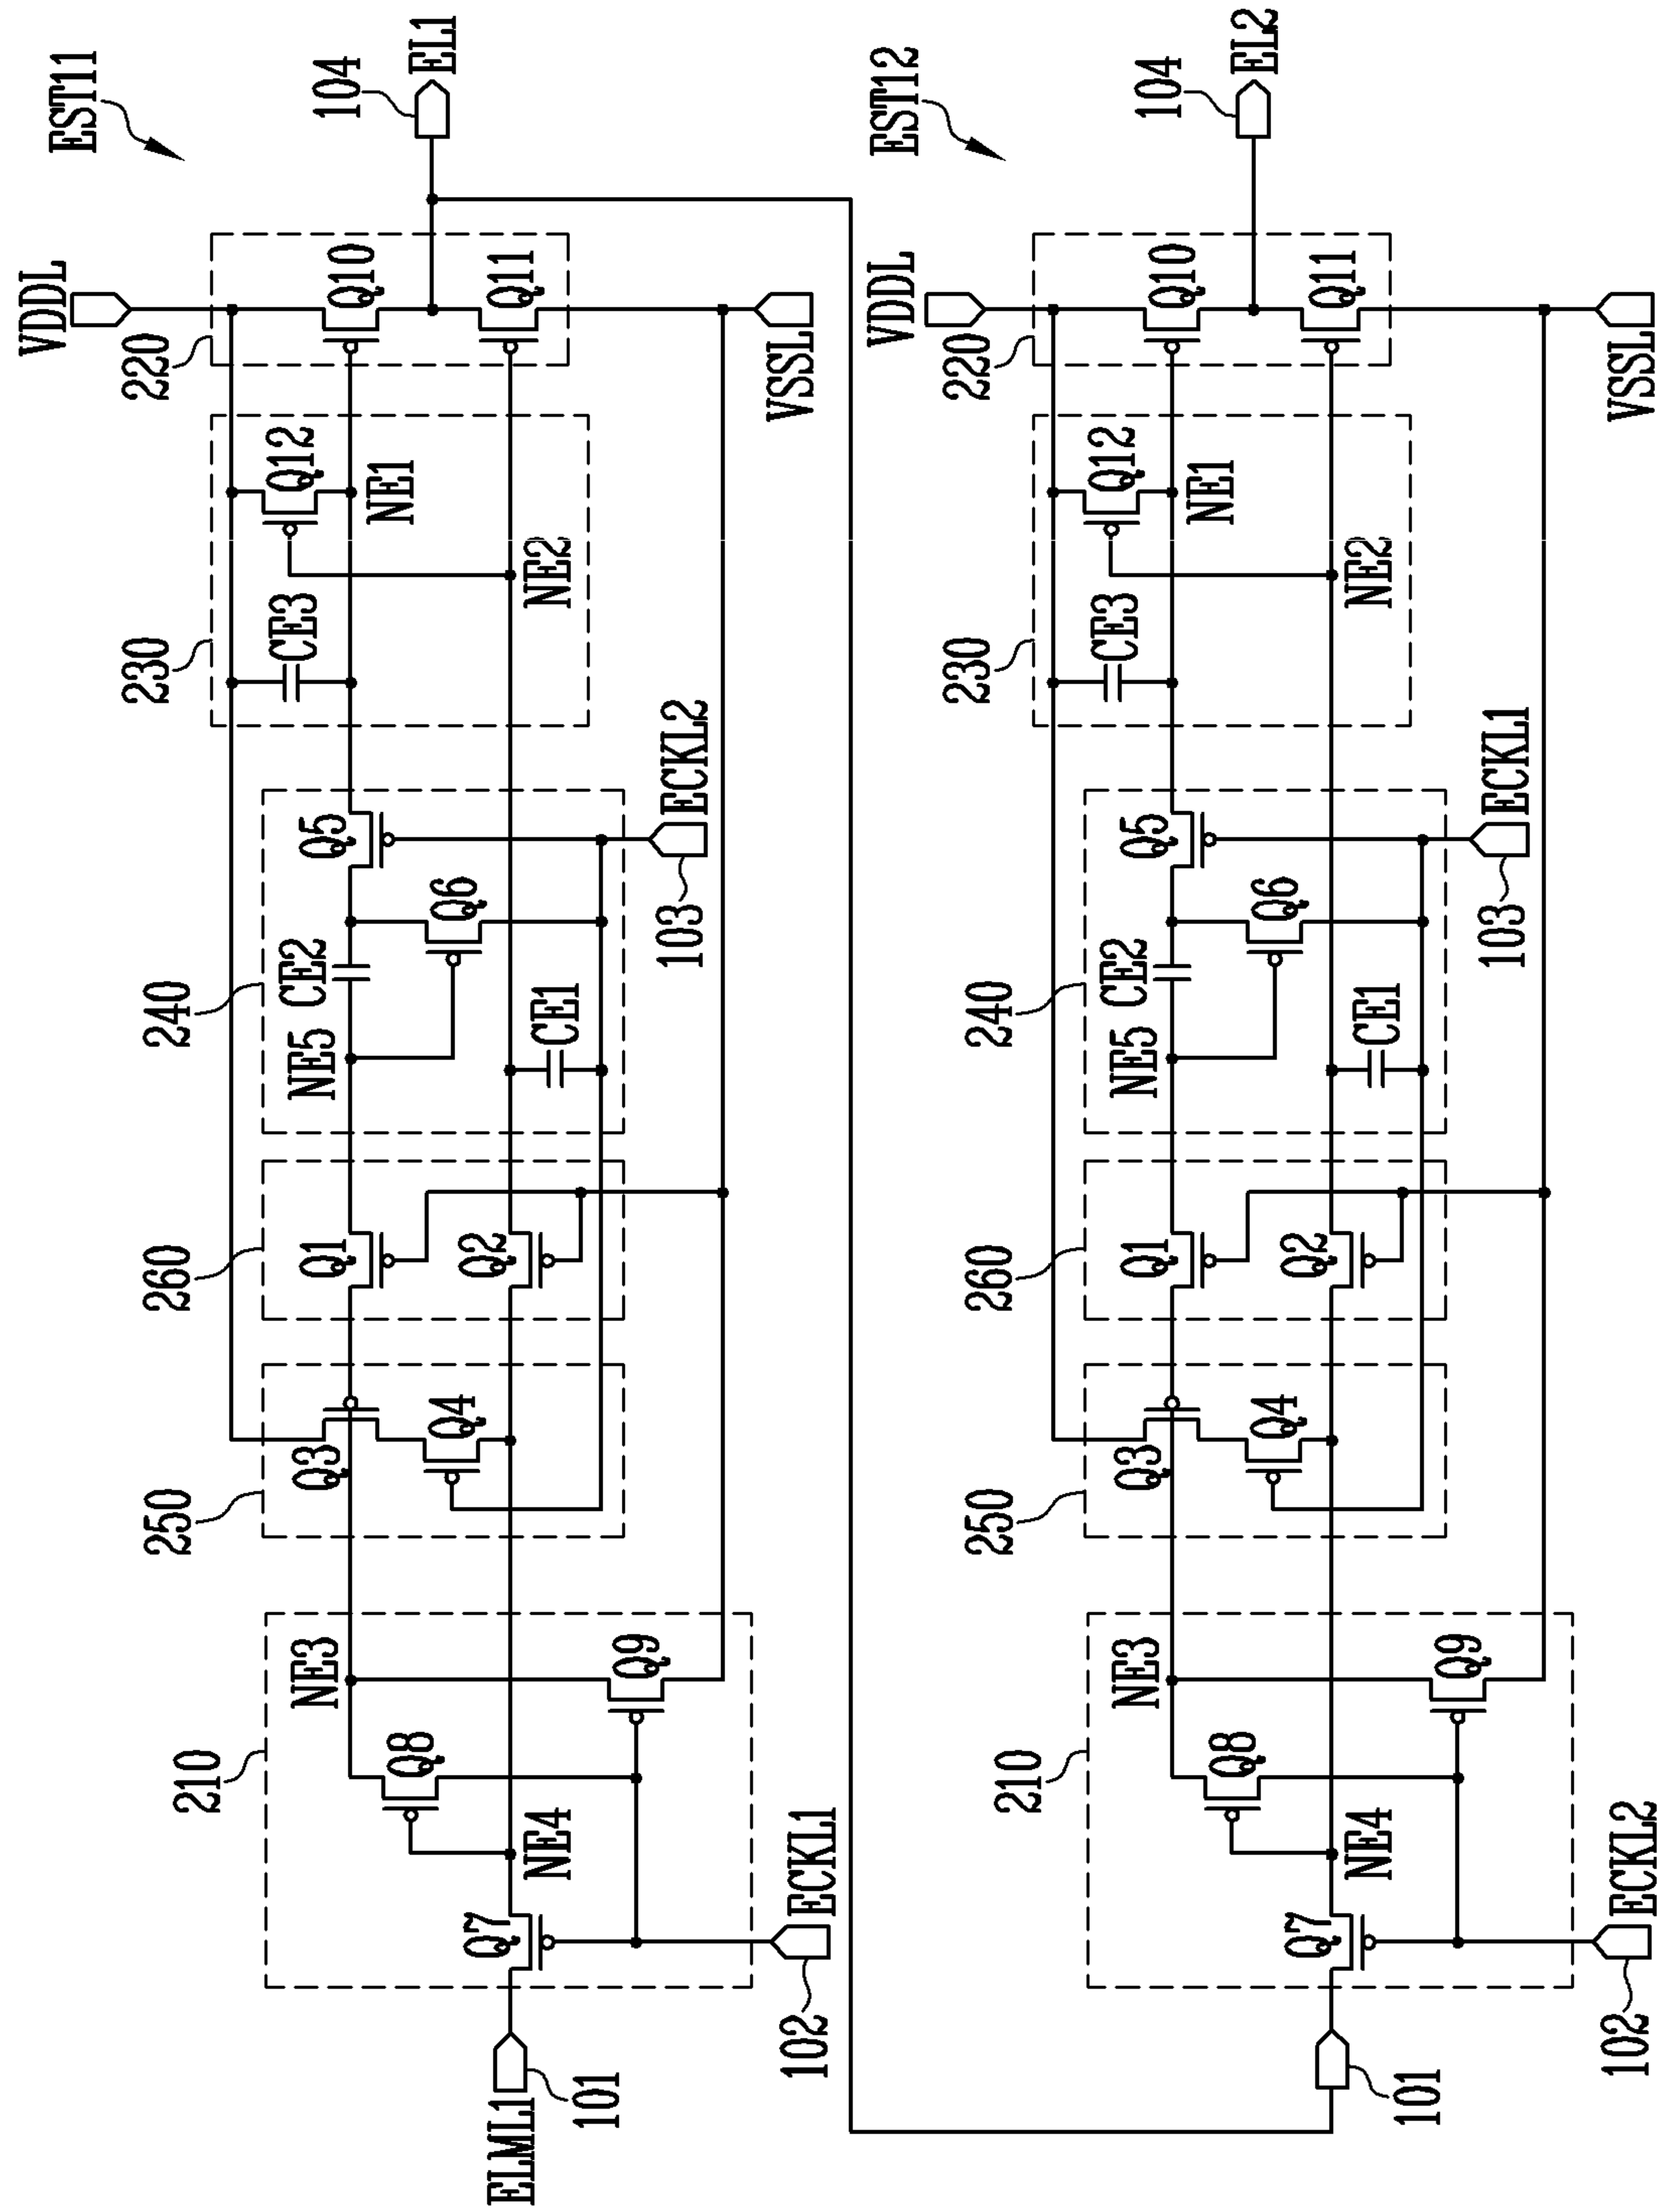 EST11
VDDL
220
Q10
Q11
104
EL1
VSSL
230
Q12
NE1
NE2
CE3
240
Q5
Q6
CE2
NE5
CE1
ECKL2
103
260
Q1
Q2
250
Q3
Q4
210
NE3
Q9
Q8
NE4
Q7
ECKL1
102
ELML1
101
EST12
VDDL
220
Q10
Q11
104
EL2
VSSL
230
Q12
NE1
NE2
CE3
240
Q5
Q6
CE2
NE5
CE1
ECKL1
103
260
Q1
Q2
250
Q3
Q4
210
NE3
Q9
Q8
NE4
Q7
ECKL2
102
101